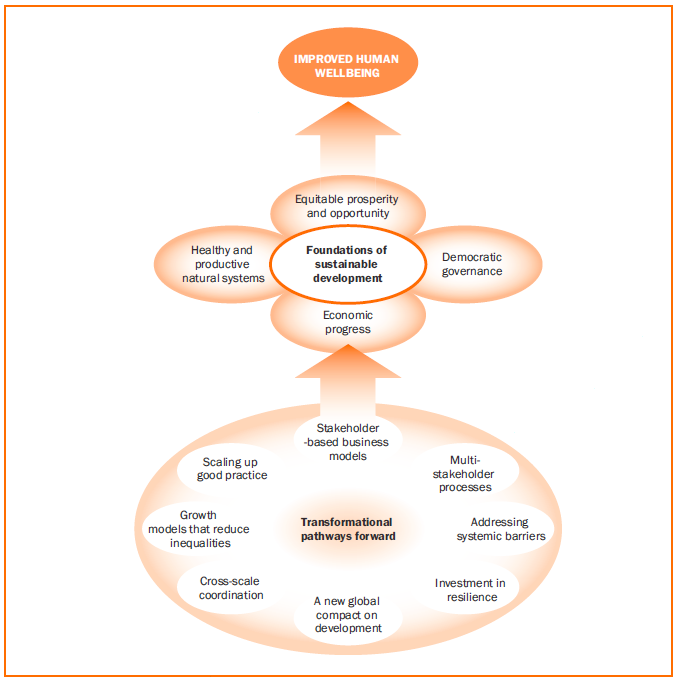 IMPROVED HUMAN
WELLBEING
Equitable prosperity
and opportunity
Healthy and
productive
natural systems
Foundations of
sustainable
development
Democratic
governance
Economic
progress
Stakeholder
-based business
models
Scaling up
good practice
Multi-
stakeholder
processes
Growth
models that reduce
inequalities
Transformational
pathways forward
Addressing
systemic barriers
Cross-scale
coordination
A new global
compact on
development
Investment in
resilience